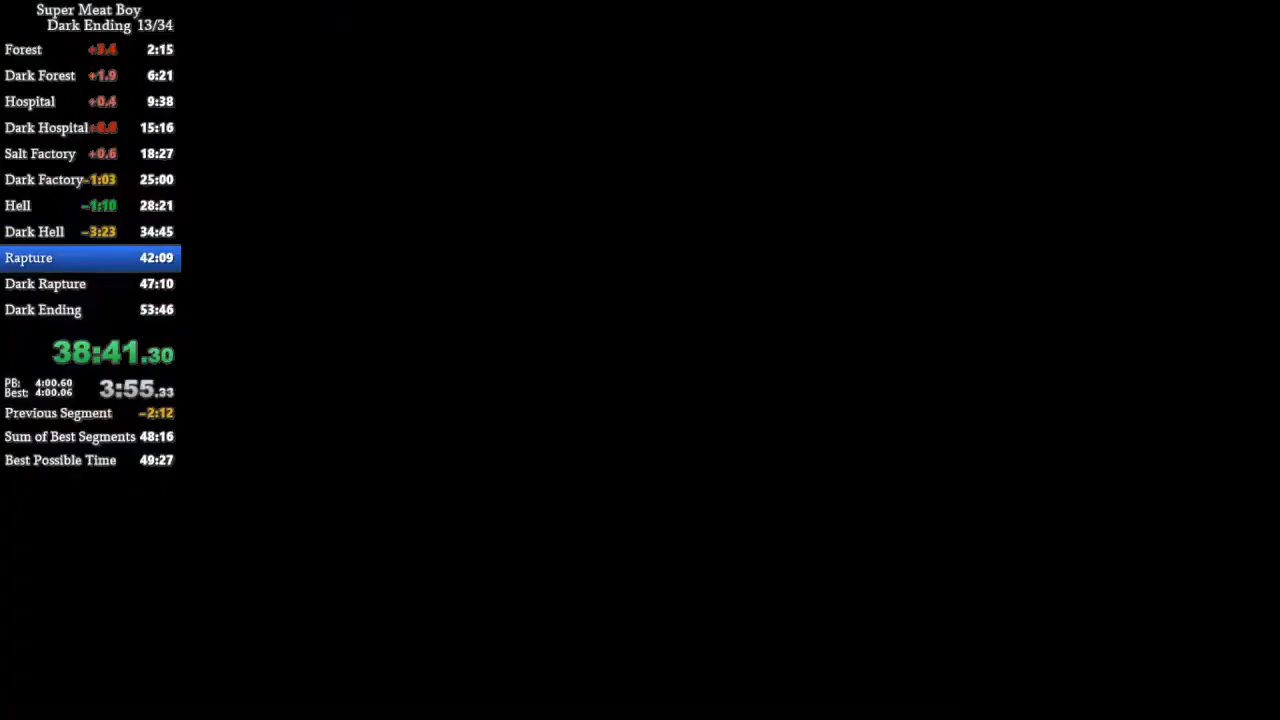 Super Meat Boy
Dark Ending 13/34
Forest 2:15
Dark Forest +1.9 6:21
Hospital +0.4 9:38
Dark Hospital 15:16
Salt Factory +0.6 18:27
Dark Factory -1:03 25:00
Hell -1:10 28:21
Dark Hell -3:23 34:45
Rapture 42:09
Dark Rapture 47:10
Dark Ending 53:46
38:41.30
PB: 4:00.60
Best: 4:00.06
3:55.33
Previous Segment -2:12
Sum of Best Segments 48:16
Best Possible Time 49:27